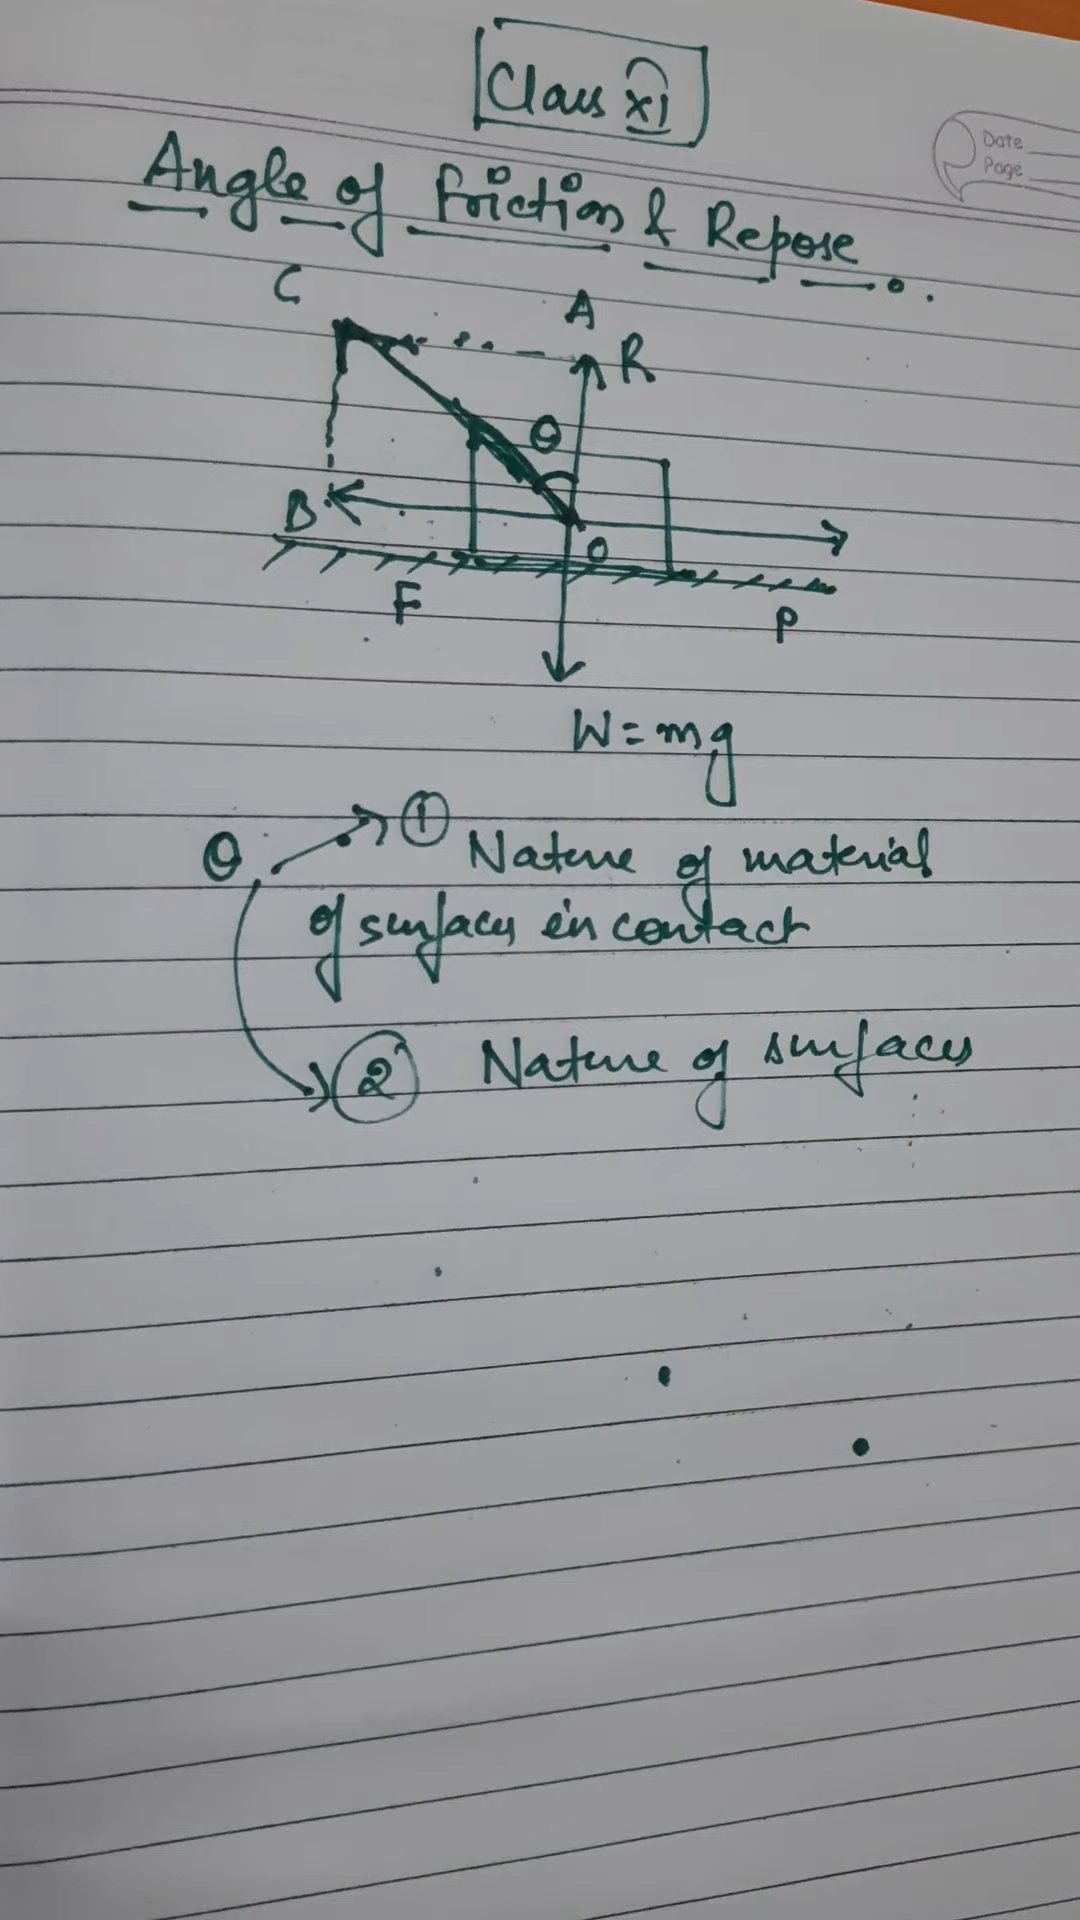 Class XI
Date
Page
Angle of Friction & Repose
C
A
R
θ
B
O
F
P
W = mg
θ → ① Nature of material
of surfaces in contact
② Nature of surfaces